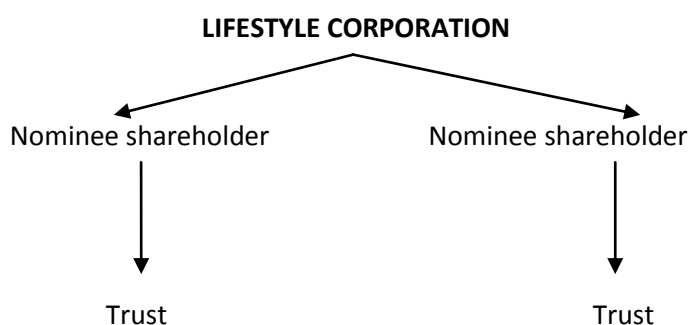 LIFESTYLE CORPORATION
Nominee shareholder
Nominee shareholder
Trust
Trust